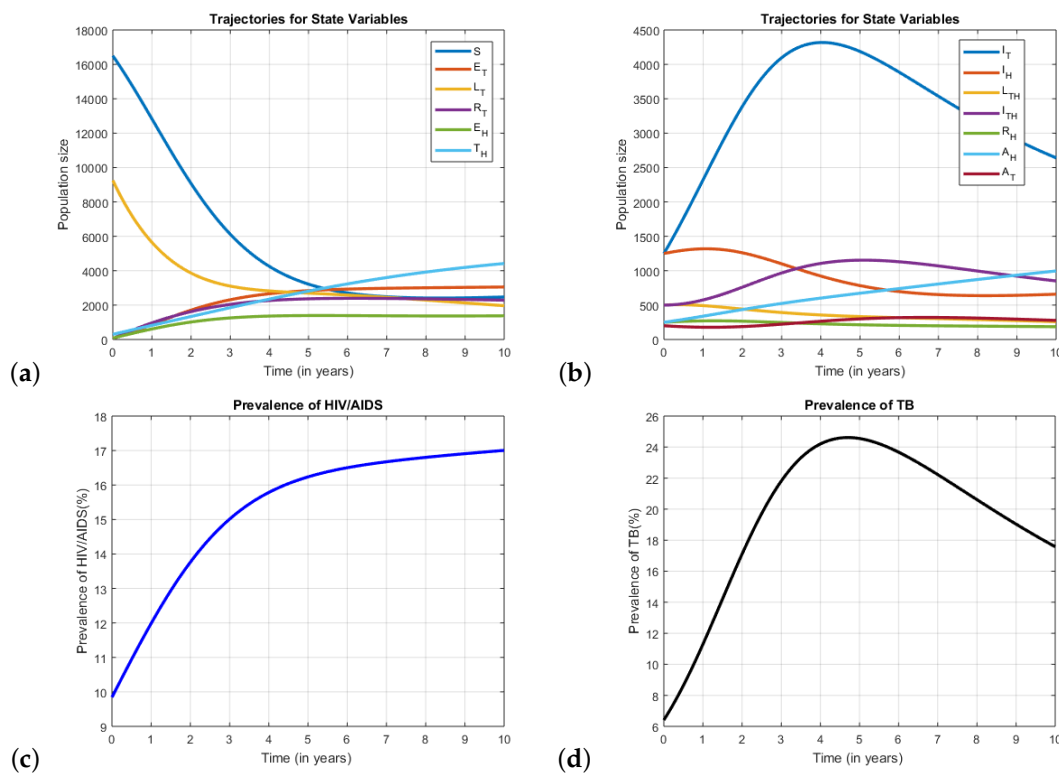 Trajectories for State Variables
18000
16000
14000
12000
10000
8000
6000
4000
2000
0
Population size
S
E_T
L_T
R_T
E_H
T_H
0 1 2 3 4 5 6 7 8 9 10
Time (in years)
(a)
Trajectories for State Variables
4500
4000
3500
3000
2500
2000
1500
1000
500
0
Population size
I_T
I_H
L_TH
I_TH
R_H
A_H
A_T
0 1 2 3 4 5 6 7 8 9 10
Time (in years)
(b)
Prevalence of HIV/AIDS
18
17
16
15
14
13
12
11
10
9
Prevalence of HIV/AIDS(%)
0 1 2 3 4 5 6 7 8 9 10
Time (in years)
(c)
Prevalence of TB
26
24
22
20
18
16
14
12
10
8
6
Prevalence of TB(%)
0 1 2 3 4 5 6 7 8 9 10
Time (in years)
(d)